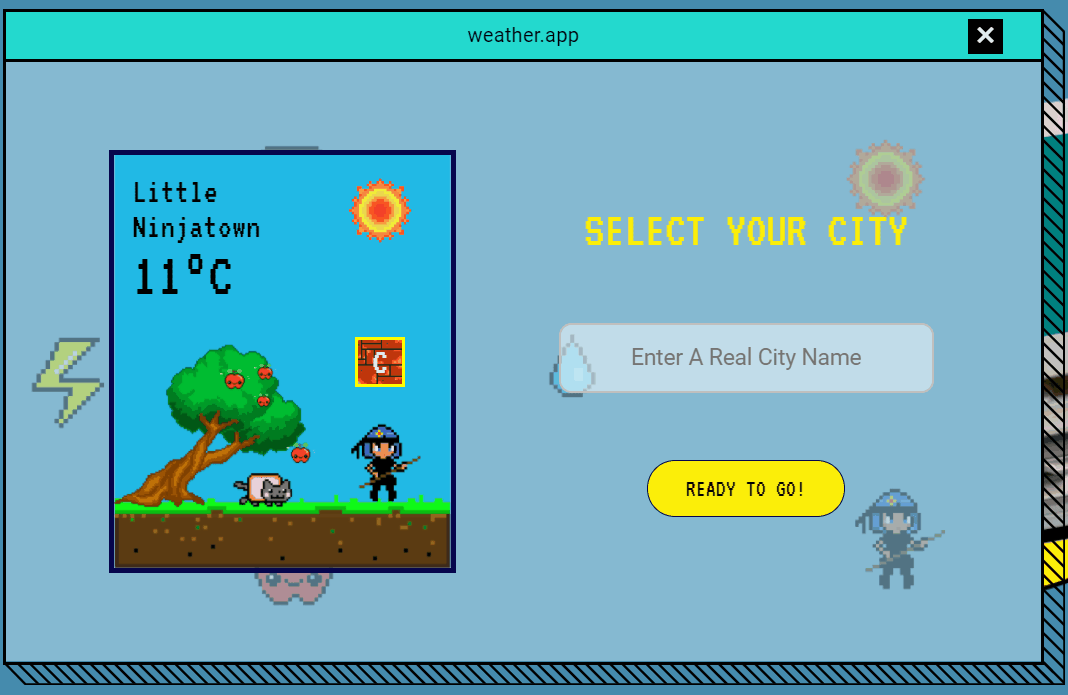 weather.app
Little
Ninjatown
11°C
C
SELECT YOUR CITY
Enter A Real City Name
READY TO GO!